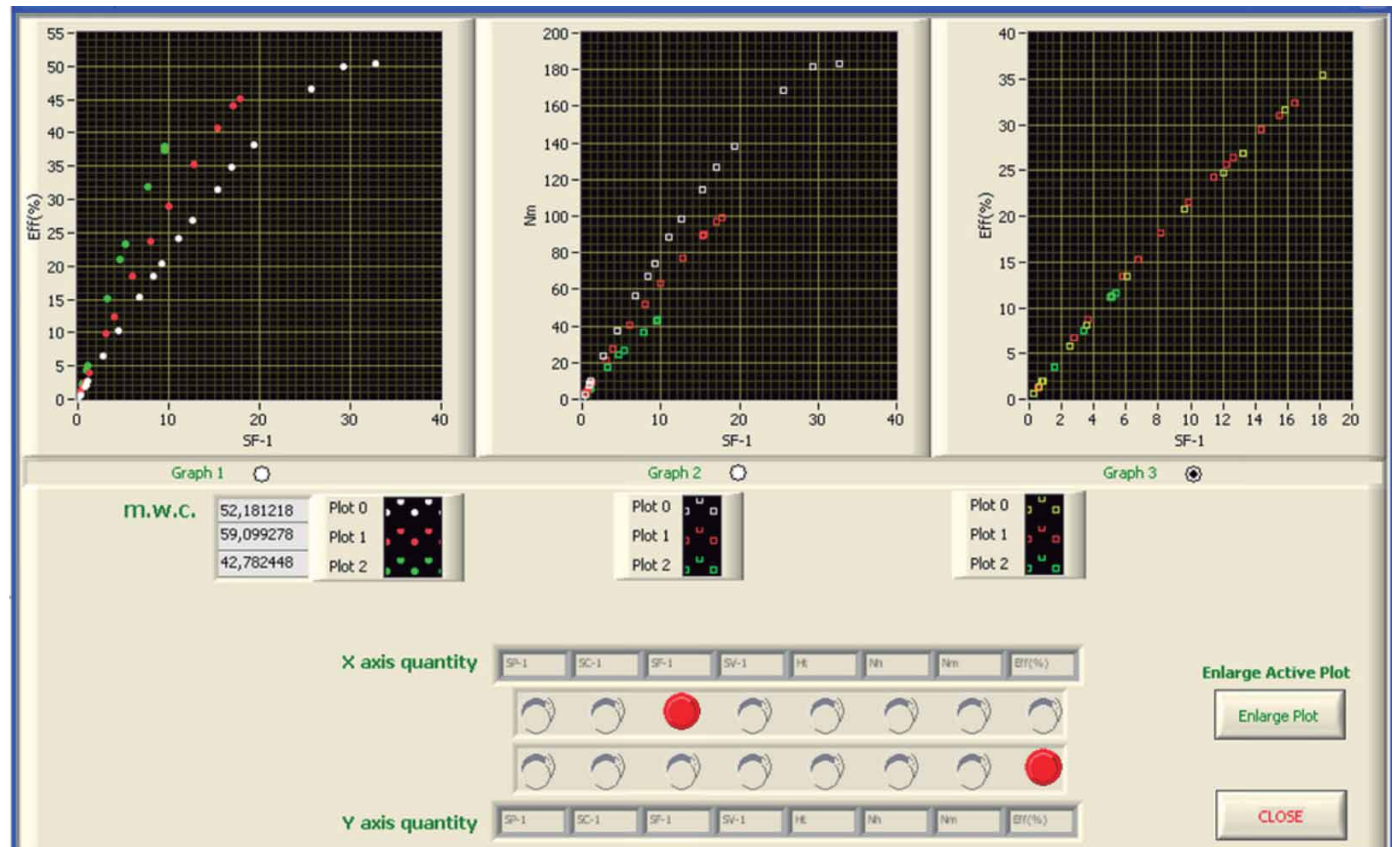 55
50
45
40
35
30
25
20
15
10
5
0
Eff(%)
0 10 20 30 40
SF-1
200
180
160
140
120
100
80
60
40
20
0
Nm
0 10 20 30 40
SF-1
40
35
30
25
20
15
10
5
0
Eff(%)
0 2 4 6 8 10 12 14 16 18 20
SF-1
Graph 1 Graph 2 Graph 3
m.w.c. 52,181218 Plot 0 Plot 0 Plot 0
59,099278 Plot 1 Plot 1 Plot 1
42,782448 Plot 2 Plot 2 Plot 2
X axis quantity SP-1 SC-1 SF-1 SV-1 Ht Nh Nm Eff(%)
Enlarge Active Plot
Enlarge Plot
Y axis quantity SP-1 SC-1 SF-1 SV-1 Ht Nh Nm Eff(%)
CLOSE